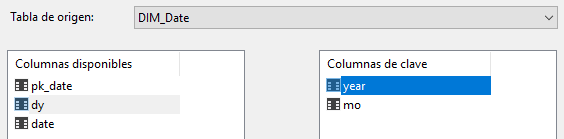 Tabla de origen: DIM_Date
Columnas disponibles
pk_date
dy
date
Columnas de clave
year
mo